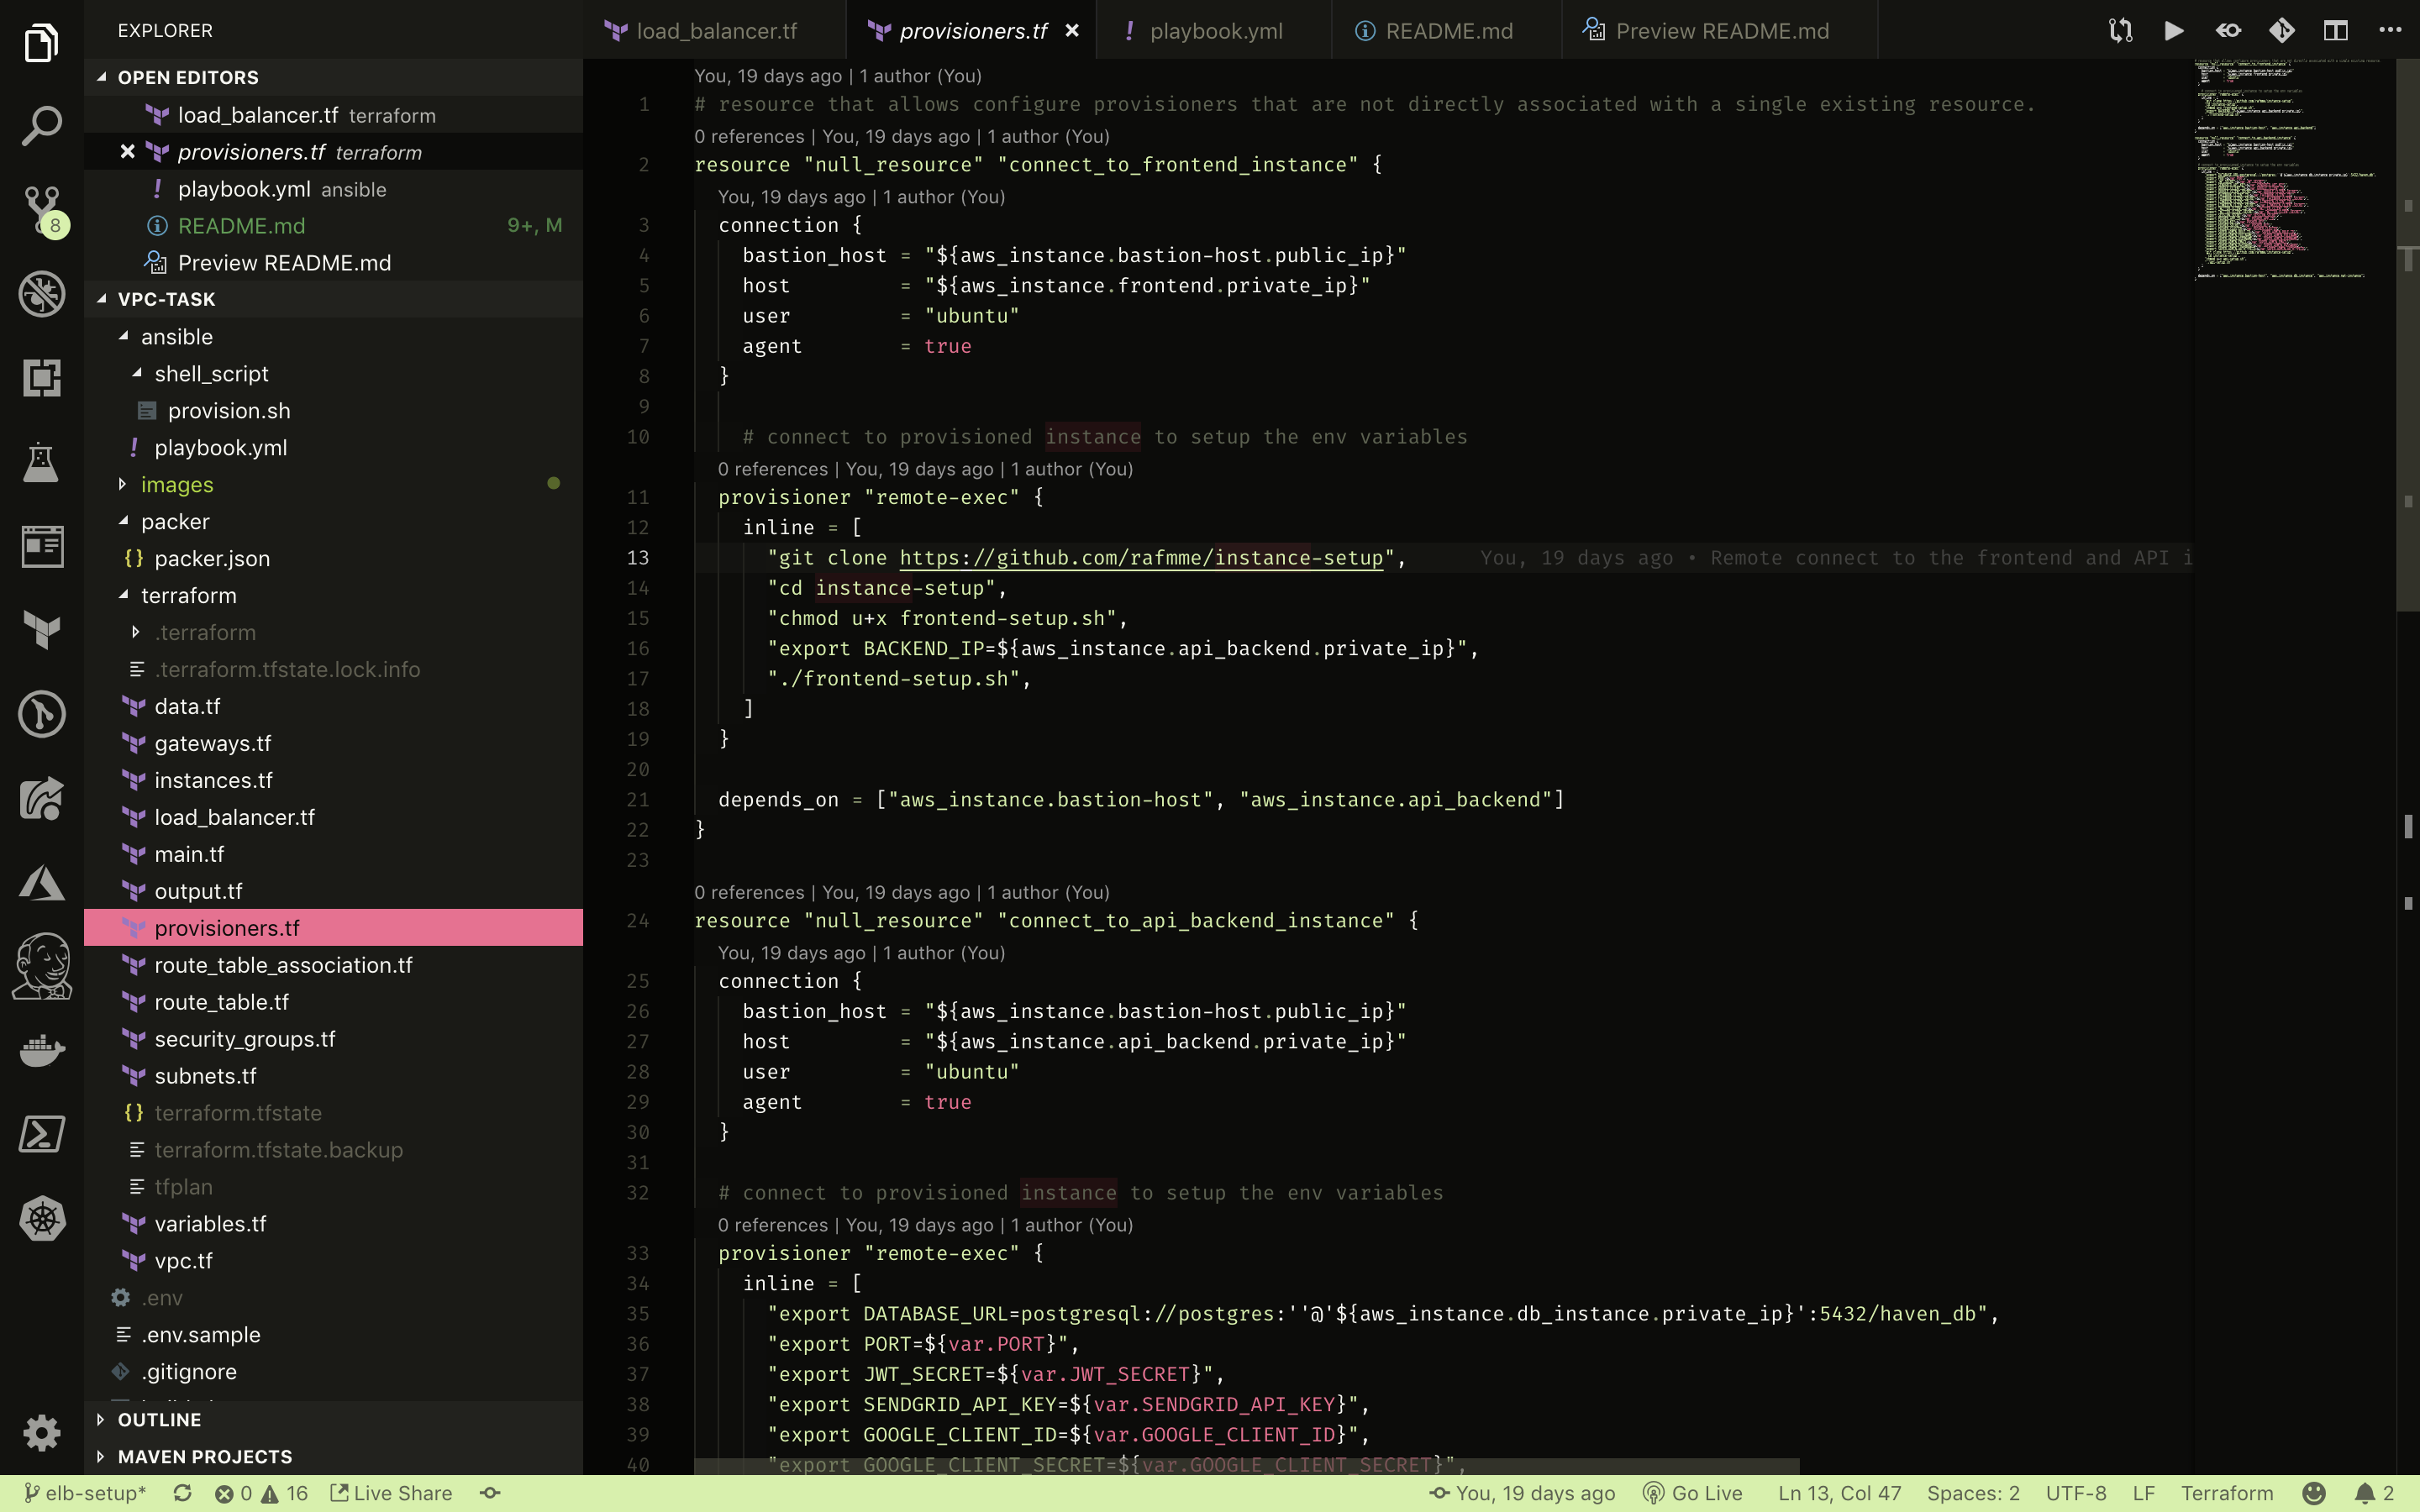 EXPLORER
OPEN EDITORS
load_balancer.tf terraform
provisioners.tf terraform
playbook.yml ansible
README.md 9+, M
Preview README.md
VPC-TASK
ansible
shell_script
provision.sh
playbook.yml
images
packer
packer.json
terraform
.terraform
.terraform.tfstate.lock.info
data.tf
gateways.tf
instances.tf
load_balancer.tf
main.tf
output.tf
provisioners.tf
route_table_association.tf
route_table.tf
security_groups.tf
subnets.tf
terraform.tfstate
terraform.tfstate.backup
tfplan
variables.tf
vpc.tf
.env
.env.sample
.gitignore
OUTLINE
MAVEN PROJECTS
8
load_balancer.tf provisioners.tf playbook.yml README.md Preview README.md
You, 19 days ago | 1 author (You)
1 # resource that allows configure provisioners that are not directly associated with a single existing resource.
0 references | You, 19 days ago | 1 author (You)
2 resource "null_resource" "connect_to_frontend_instance" {
You, 19 days ago | 1 author (You)
3 connection {
4 bastion_host = "${aws_instance.bastion-host.public_ip}"
5 host = "${aws_instance.frontend.private_ip}"
6 user = "ubuntu"
7 agent = true
8 }
9
10 # connect to provisioned instance to setup the env variables
0 references | You, 19 days ago | 1 author (You)
11 provisioner "remote-exec" {
12 inline = [
13 "git clone https://github.com/rafmme/instance-setup", You, 19 days ago • Remote connect to the frontend and API i
14 "cd instance-setup",
15 "chmod u+x frontend-setup.sh",
16 "export BACKEND_IP=${aws_instance.api_backend.private_ip}",
17 "./frontend-setup.sh",
18 ]
19 }
20
21 depends_on = ["aws_instance.bastion-host", "aws_instance.api_backend"]
22 }
23
0 references | You, 19 days ago | 1 author (You)
24 resource "null_resource" "connect_to_api_backend_instance" {
You, 19 days ago | 1 author (You)
25 connection {
26 bastion_host = "${aws_instance.bastion-host.public_ip}"
27 host = "${aws_instance.api_backend.private_ip}"
28 user = "ubuntu"
29 agent = true
30 }
31
32 # connect to provisioned instance to setup the env variables
0 references | You, 19 days ago | 1 author (You)
33 provisioner "remote-exec" {
34 inline = [
35 "export DATABASE_URL=postgresql://postgres:''@'${aws_instance.db_instance.private_ip}':5432/haven_db",
36 "export PORT=${var.PORT}",
37 "export JWT_SECRET=${var.JWT_SECRET}",
38 "export SENDGRID_API_KEY=${var.SENDGRID_API_KEY}",
39 "export GOOGLE_CLIENT_ID=${var.GOOGLE_CLIENT_ID}",
40 "export GOOGLE_CLIENT_SECRET=${var.GOOGLE_CLIENT_SECRET}",
elb-setup* 0 16 Live Share You, 19 days ago Go Live Ln 13, Col 47 Spaces: 2 UTF-8 LF Terraform 2